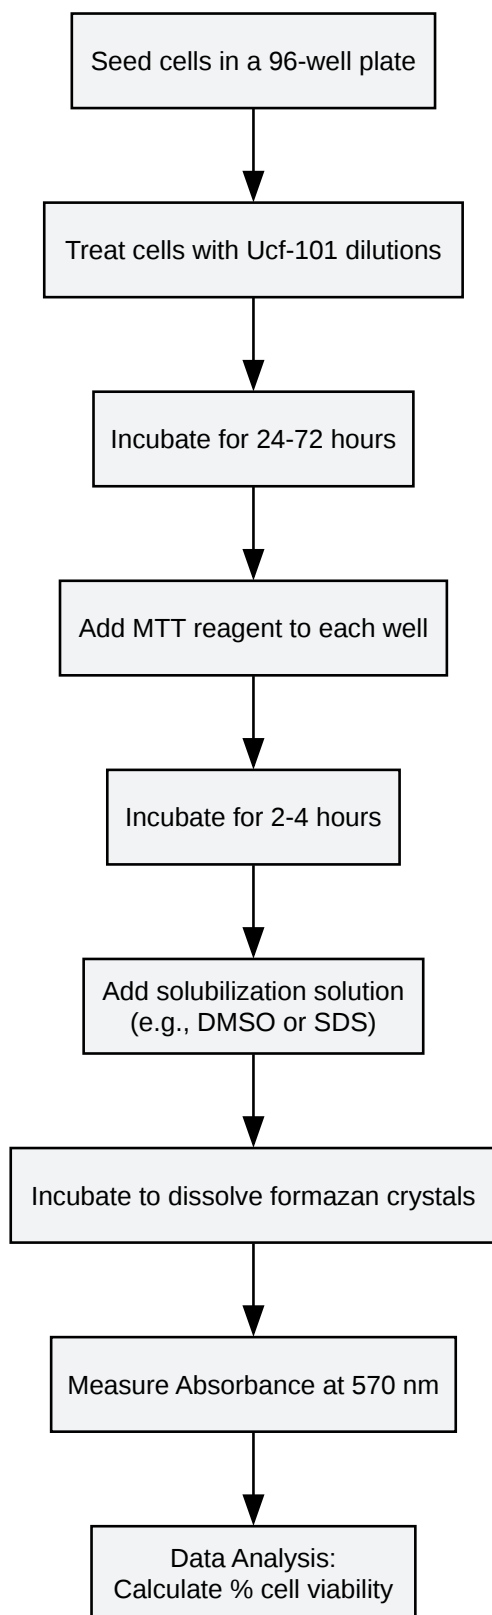 Seed cells in a 96-well plate
Treat cells with Ucf-101 dilutions
Incubate for 24-72 hours
Add MTT reagent to each well
Incubate for 2-4 hours
Add solubilization solution
(e.g., DMSO or SDS)
Incubate to dissolve formazan crystals
Measure Absorbance at 570 nm
Data Analysis:
Calculate % cell viability